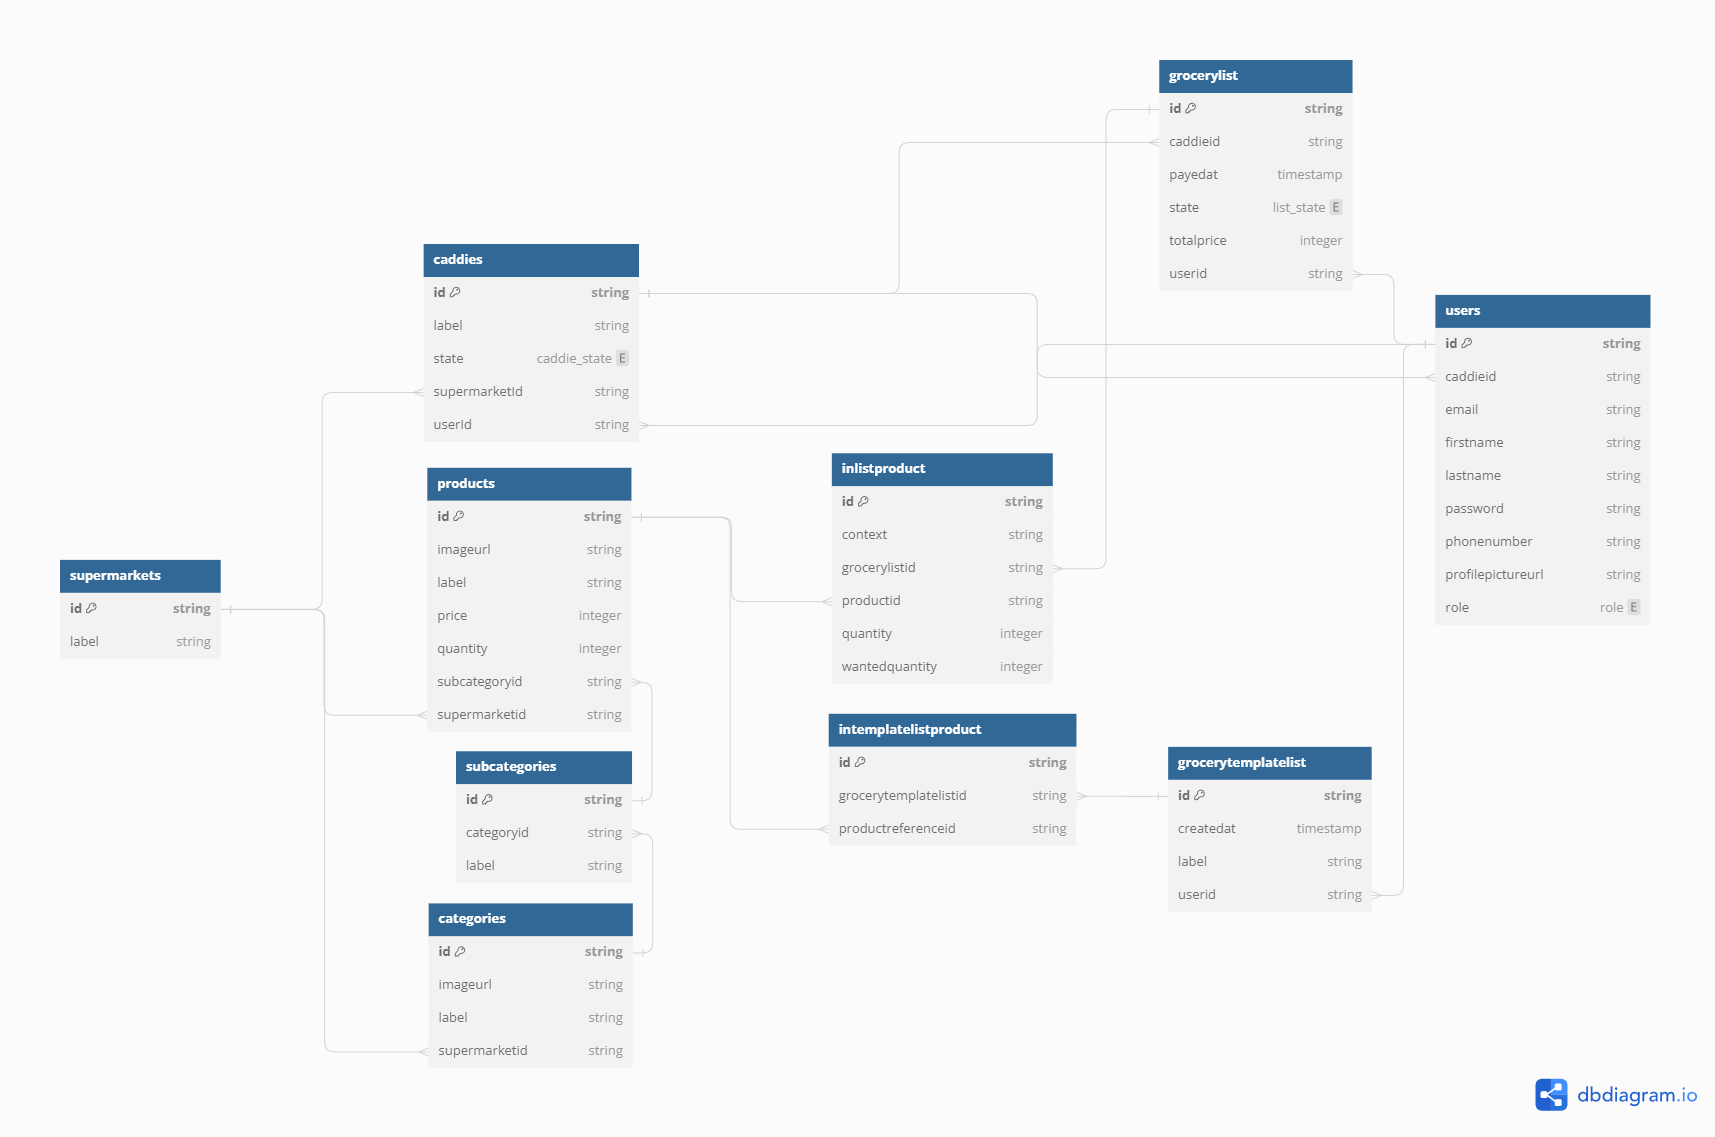 grocerylist
id string
caddieid string
payedat timestamp
state list_state E
totalprice integer
userid string
caddies
id string
label string
state caddie_state E
supermarketId string
userId string
users
id string
caddieid string
email string
firstname string
lastname string
password string
phonenumber string
profilepictureurl string
role role E
products
id string
imageurl string
label string
price integer
quantity integer
subcategoryid string
supermarketid string
inlistproduct
id string
context string
grocerylistid string
productid string
quantity integer
wantedquantity integer
supermarkets
id string
label string
intemplatelistproduct
id string
grocerytemplatelistid string
productreferenceid string
grocerytemplatelist
id string
createdat timestamp
label string
userid string
subcategories
id string
categoryid string
label string
categories
id string
imageurl string
label string
supermarketid string
dbdiagram.io